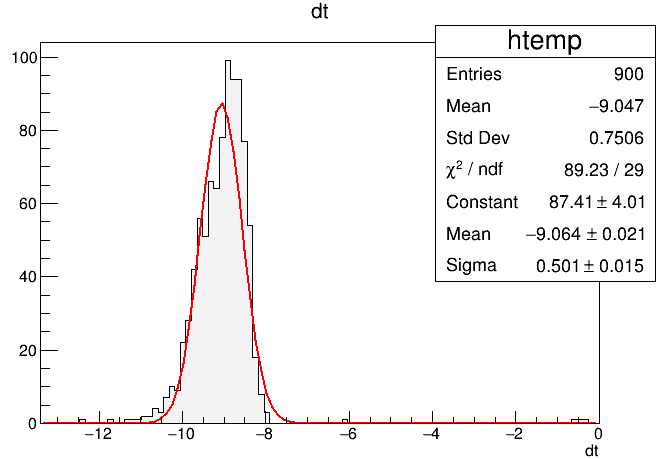 dt
htemp
Entries 900
Mean −9.047
Std Dev 0.7506
χ² / ndf 89.23 / 29
Constant 87.41 ± 4.01
Mean −9.064 ± 0.021
Sigma 0.501 ± 0.015
100
80
60
40
20
0
−12 −10 −8 −6 −4 −2 0
dt